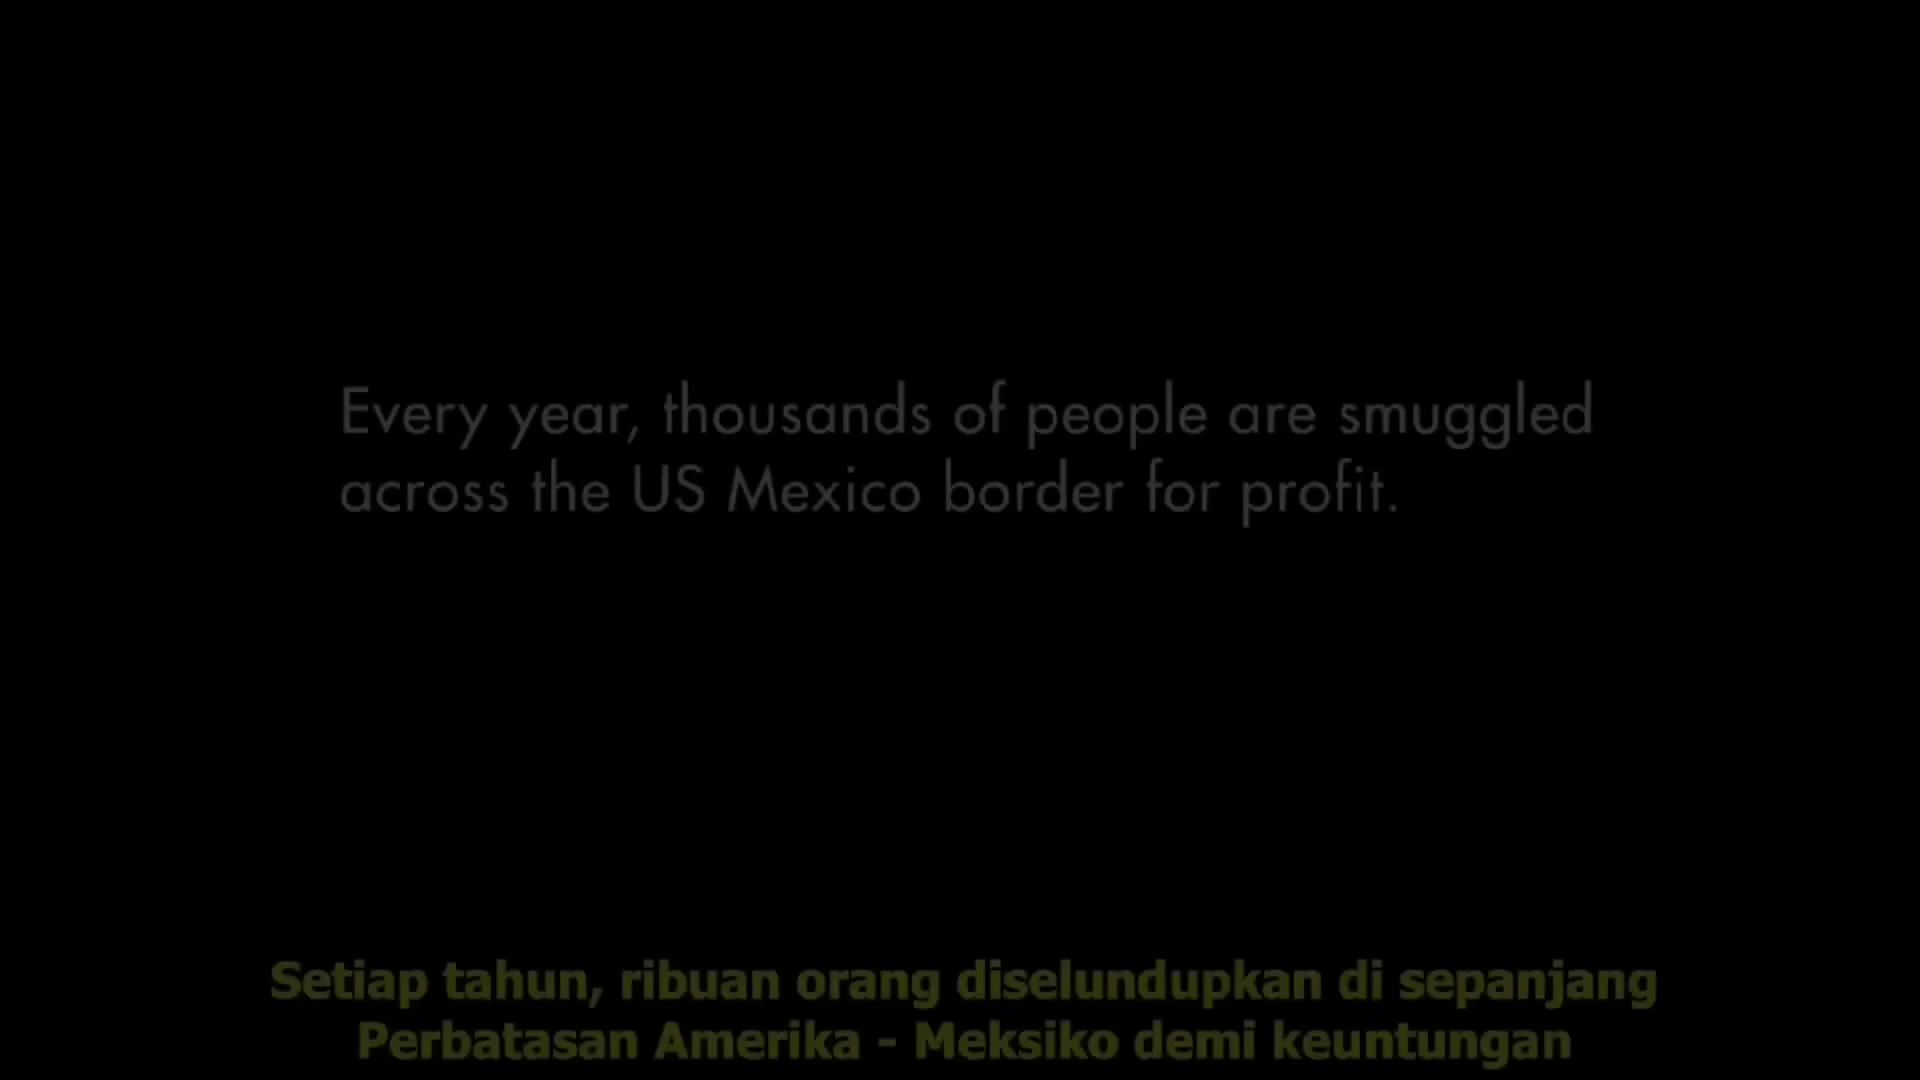 Every year, thousands of people are smuggled
across the US Mexico border for profit.
Setiap tahun, ribuan orang diselundupkan di sepanjang
Perbatasan Amerika - Meksiko demi keuntungan